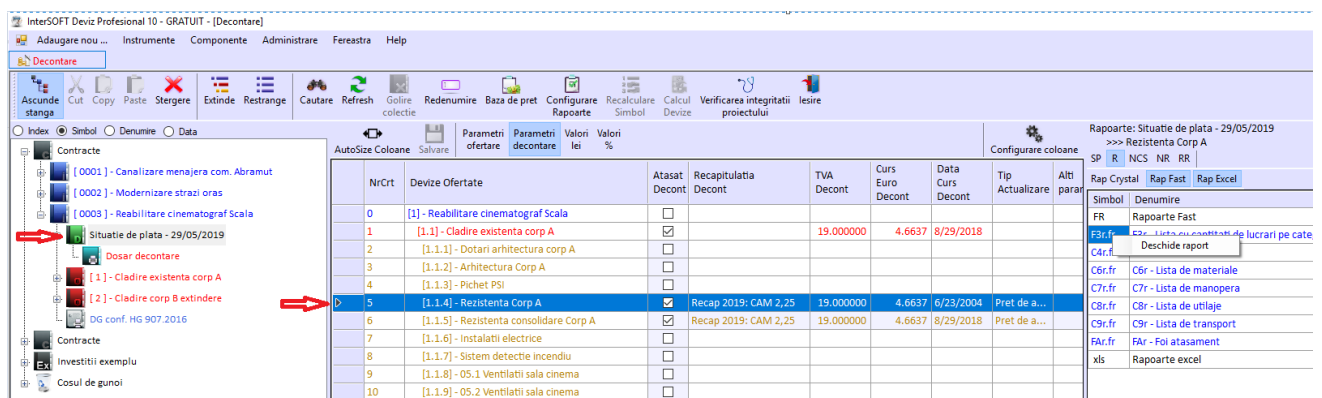 InterSOFT Deviz Profesional 10 - GRATUIT - [Decontare]
Adaugare nou ... Instrumente Componente Administrare Fereastra Help
Decontare
Ascunde stanga Cut Copy Paste Stergere Extinde Restrange Cautare Refresh Golire colectie Redenumire Baza de pret Configurare Rapoarte Recalculare Simbol Calcul Devize Verificarea integritatii proiectului Iesire
Index Simbol Denumire Data
Contracte
[ 0001 ] - Canalizare menajera com. Abramut
[ 0002 ] - Modernizare strazi oras
[ 0003 ] - Reabilitare cinematograf Scala
Situatie de plata - 29/05/2019
Dosar decontare
[ 1 ] - Cladire existenta corp A
[ 2 ] - Cladire corp B extindere
DG conf. HG 907.2016
Contracte
Investitii exemplu
Cosul de gunoi
AutoSize Coloane Salvare Parametri ofertare Parametri decontare Valori lei Valori % Configurare coloane
NrCrt Devize Ofertate Atasat Decont Recapitulatia Decont TVA Decont Curs Euro Decont Data Curs Decont Tip Actualizare Alti param
0 [1] - Reabilitare cinematograf Scala
1 [1.1] - Cladire existenta corp A 19.000000 4.6637 8/29/2018
2 [1.1.1] - Dotari arhitectura corp A
3 [1.1.2] - Arhitectura Corp A
4 [1.1.3] - Pichet PSI
5 [1.1.4] - Rezistenta Corp A Recap 2019: CAM 2,25 19.000000 4.6637 6/23/2004 Pret de a...
6 [1.1.5] - Rezistenta consolidare Corp A Recap 2019: CAM 2,25 19.000000 4.6637 8/29/2018 Pret de a...
7 [1.1.6] - Instalatii electrice
8 [1.1.7] - Sistem detectie incendiu
9 [1.1.8] - 05.1 Ventilatii sala cinema
10 [1.1.9] - 05.2 Ventilatii sala cinema
Rapoarte: Situatie de plata - 29/05/2019
>>> Rezistenta Corp A
SP R NCS NR RR
Rap Crystal Rap Fast Rap Excel
Simbol Denumire
FR Rapoarte Fast
F3r.fr F3r - Lista cu cantitati de lucrari pe cate
Deschide raport
C4r.f
C6r.fr C6r - Lista de materiale
C7r.fr C7r - Lista de manopera
C8r.fr C8r - Lista de utilaje
C9r.fr C9r - Lista de transport
FAr.fr FAr - Foi atasament
xls Rapoarte excel